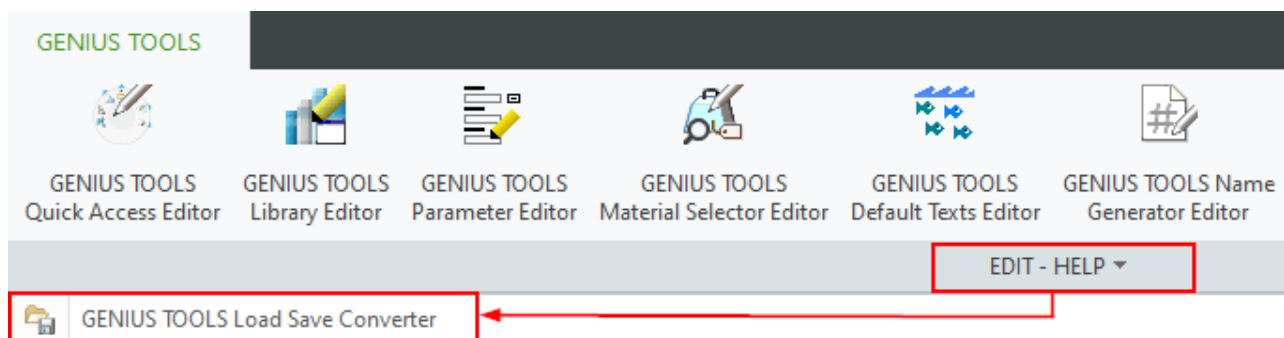 GENIUS TOOLS
GENIUS TOOLS
Quick Access Editor
GENIUS TOOLS
Library Editor
GENIUS TOOLS
Parameter Editor
GENIUS TOOLS
Material Selector Editor
GENIUS TOOLS
Default Texts Editor
GENIUS TOOLS Name
Generator Editor
EDIT - HELP
GENIUS TOOLS Load Save Converter